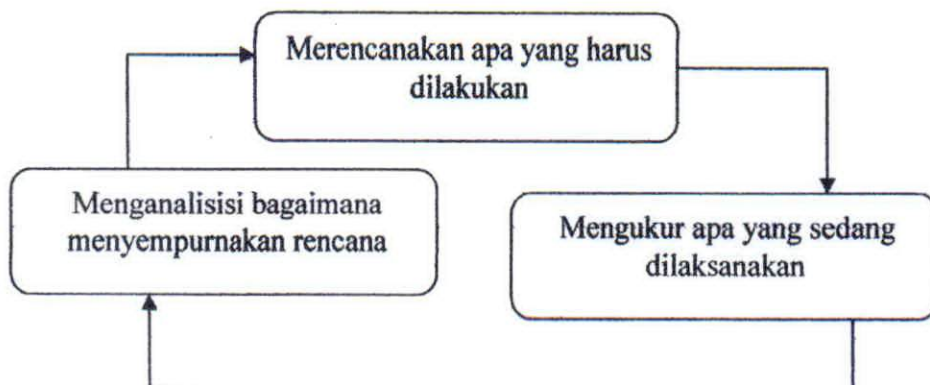 Merencanakan apa yang harus
dilakukan
Menganalisisi bagaimana
menyempurnakan rencana
Mengukur apa yang sedang
dilaksanakan